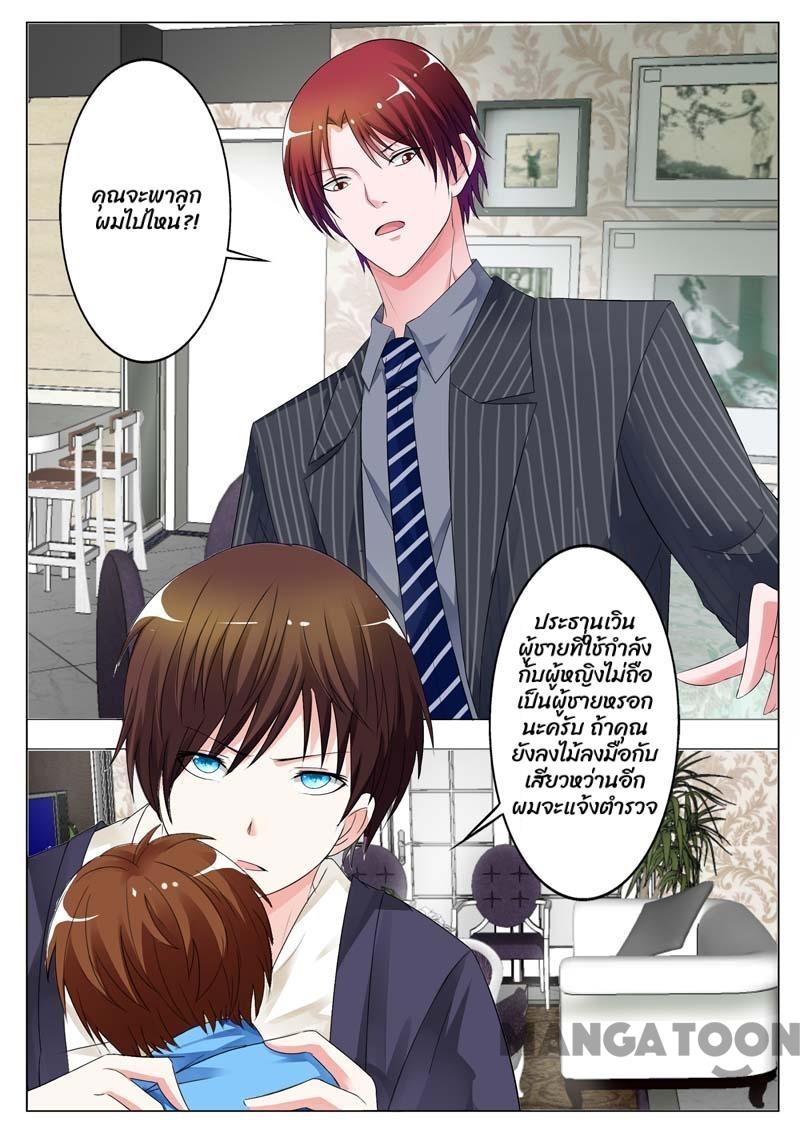 คุณจะพาลูก
ผมไปไหน?!
ประธานเวิน
ผู้ชายที่ใช้กำลัง
กับผู้หญิงไม่ถือ
เป็นผู้ชายหรอก
นะครับ ถ้าคุณ
ยังลงไม้ลงมือกับ
เสี่ยวหว่านอีก
ผมจะแจ้งตำรวจ
MANGATOON